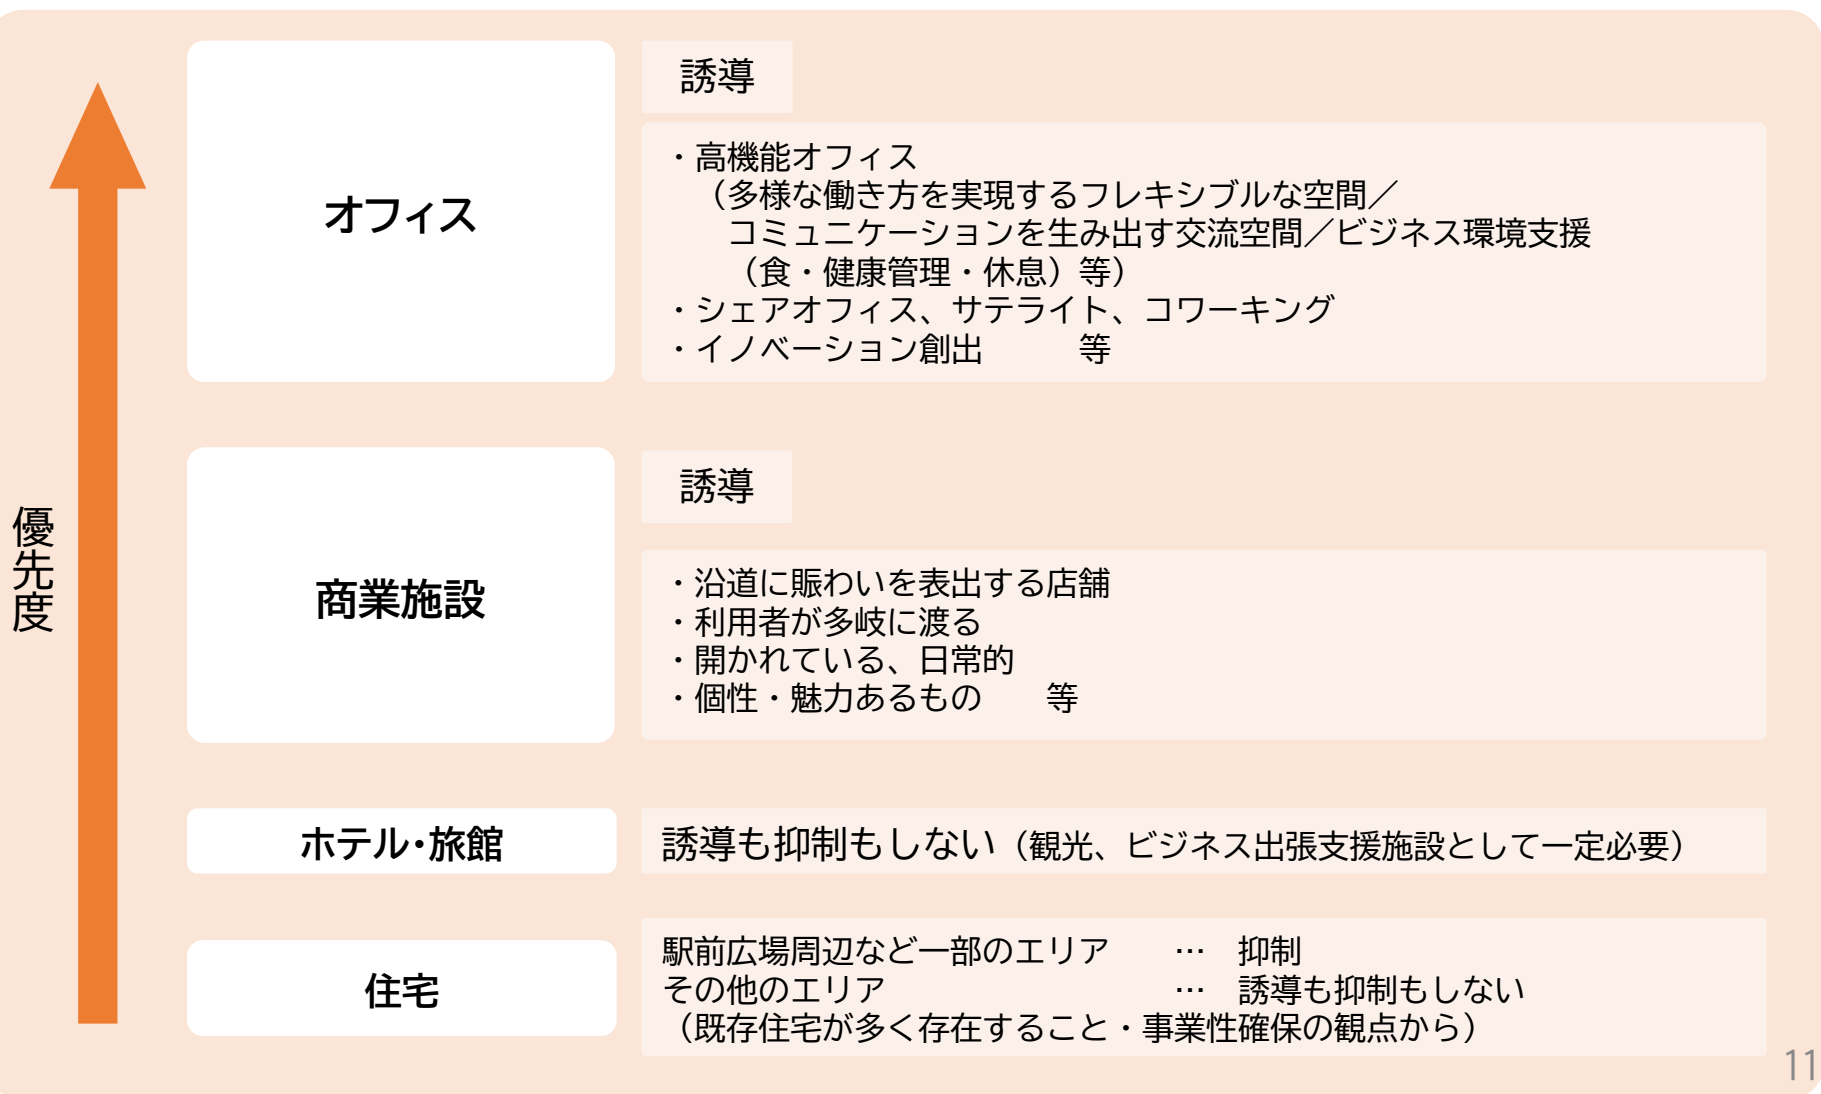 優先度
オフィス
誘導
・高機能オフィス
（多様な働き方を実現するフレキシブルな空間／
コミュニケーションを生み出す交流空間／ビジネス環境支援
（食・健康管理・休息）等）
・シェアオフィス、サテライト、コワーキング
・イノベーション創出　　　等
商業施設
誘導
・沿道に賑わいを表出する店舗
・利用者が多岐に渡る
・開かれている、日常的
・個性・魅力あるもの　　等
ホテル・旅館
誘導も抑制もしない（観光、ビジネス出張支援施設として一定必要）
住宅
駅前広場周辺など一部のエリア　　…　抑制
その他のエリア　　　　　　　　　…　誘導も抑制もしない
（既存住宅が多く存在すること・事業性確保の観点から）
11